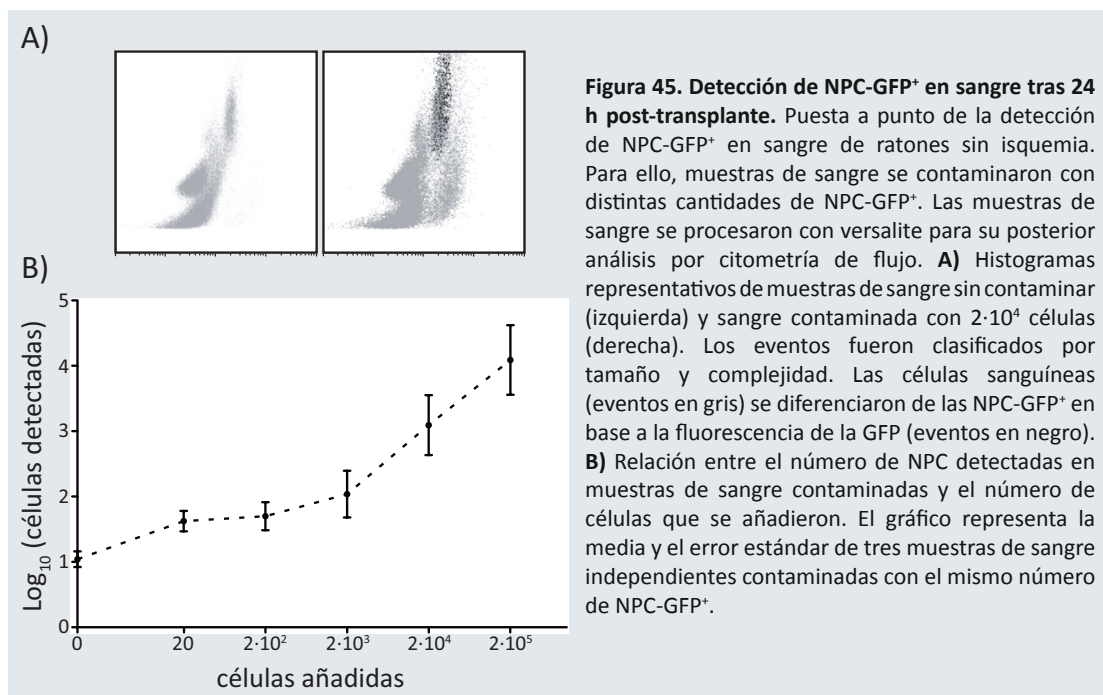 A)
Figura 45. Detección de NPC-GFP⁺ en sangre tras 24
h post-transplante. Puesta a punto de la detección
de NPC-GFP⁺ en sangre de ratones sin isquemia.
Para ello, muestras de sangre se contaminaron con
distintas cantidades de NPC-GFP⁺. Las muestras de
sangre se procesaron con versalite para su posterior
análisis por citometría de flujo. A) Histogramas
representativos de muestras de sangre sin contaminar
(izquierda) y sangre contaminada con 2·10⁴ células
(derecha). Los eventos fueron clasificados por
tamaño y complejidad. Las células sanguíneas
(eventos en gris) se diferenciaron de las NPC-GFP⁺ en
base a la fluorescencia de la GFP (eventos en negro).
B) Relación entre el número de NPC detectadas en
muestras de sangre contaminadas y el número de
células que se añadieron. El gráfico representa la
media y el error estándar de tres muestras de sangre
independientes contaminadas con el mismo número
de NPC-GFP⁺.
B)
Log₁₀ (células detectadas)
5
4
3
2
1
0
0 20 2·10² 2·10³ 2·10⁴ 2·10⁵
células añadidas